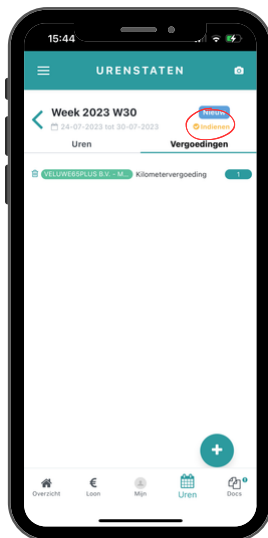 15:44
URENSTATEN
Week 2023 W30
Nieuw
24-07-2023 tot 30-07-2023
Indienen
Uren
Vergoedingen
VELUWE65PLUS B.V. - M... Kilometervergoeding 1
+
Overzicht € Loon Mijn Uren Docs